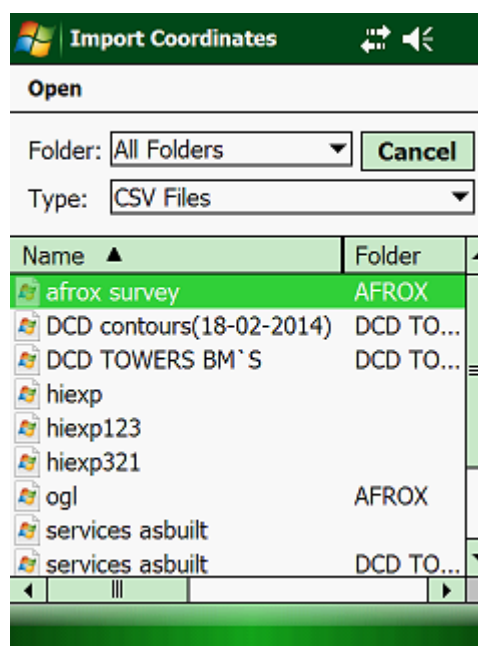 Import Coordinates
Open
Folder: All Folders Cancel
Type: CSV Files
Name Folder
afrox survey AFROX
DCD contours(18-02-2014) DCD TO...
DCD TOWERS BM`S DCD TO...
hiexp
hiexp123
hiexp321
ogl AFROX
services asbuilt
services asbuilt DCD TO...